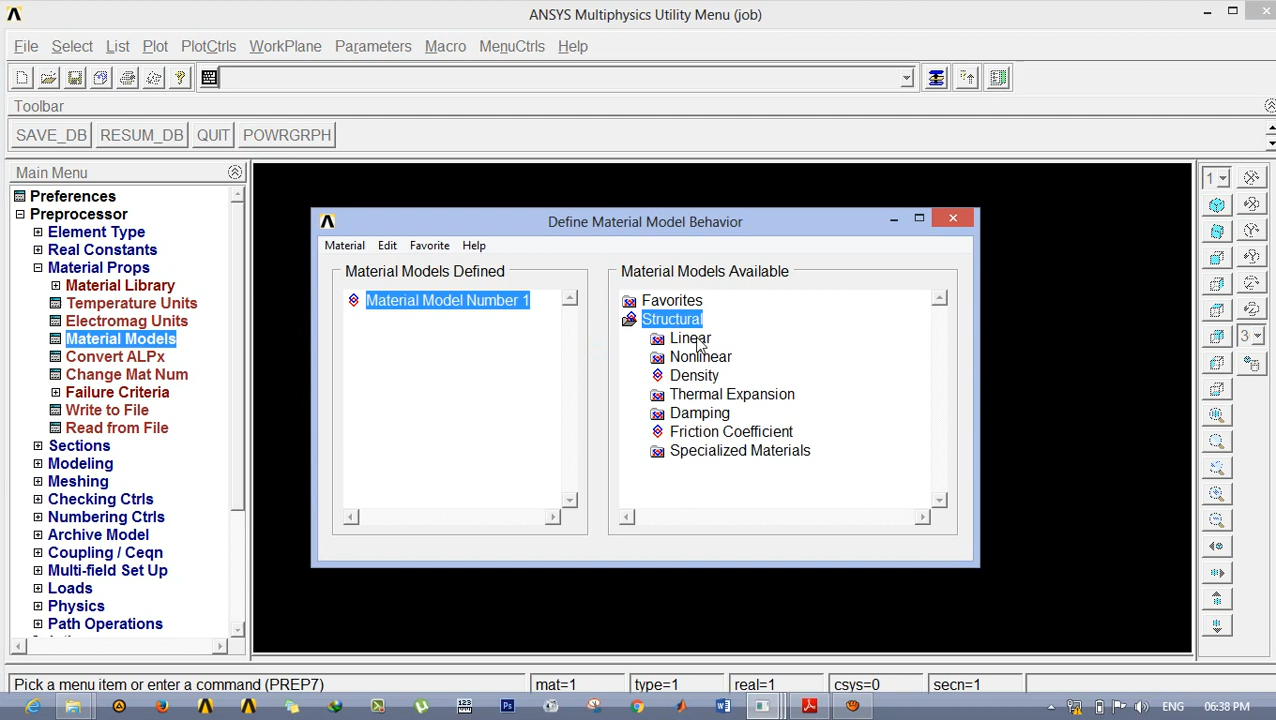 ANSYS Multiphysics Utility Menu (job)
File Select List Plot PlotCtrls WorkPlane Parameters Macro MenuCtrls Help
Toolbar
SAVE_DB RESUM_DB QUIT POWRGRPH
Main Menu
Preferences
Preprocessor
Element Type
Real Constants
Material Props
Material Library
Temperature Units
Electromag Units
Material Models
Convert ALPx
Change Mat Num
Failure Criteria
Write to File
Read from File
Sections
Modeling
Meshing
Checking Ctrls
Numbering Ctrls
Archive Model
Coupling / Ceqn
Multi-field Set Up
Loads
Physics
Path Operations
Define Material Model Behavior
Material Edit Favorite Help
Material Models Defined
Material Model Number 1
Material Models Available
Favorites
Structural
Linear
Nonlinear
Density
Thermal Expansion
Damping
Friction Coefficient
Specialized Materials
1
3
Pick a menu item or enter a command (PREP7) mat=1 type=1 real=1 csys=0 secn=1
ENG 06:38 PM